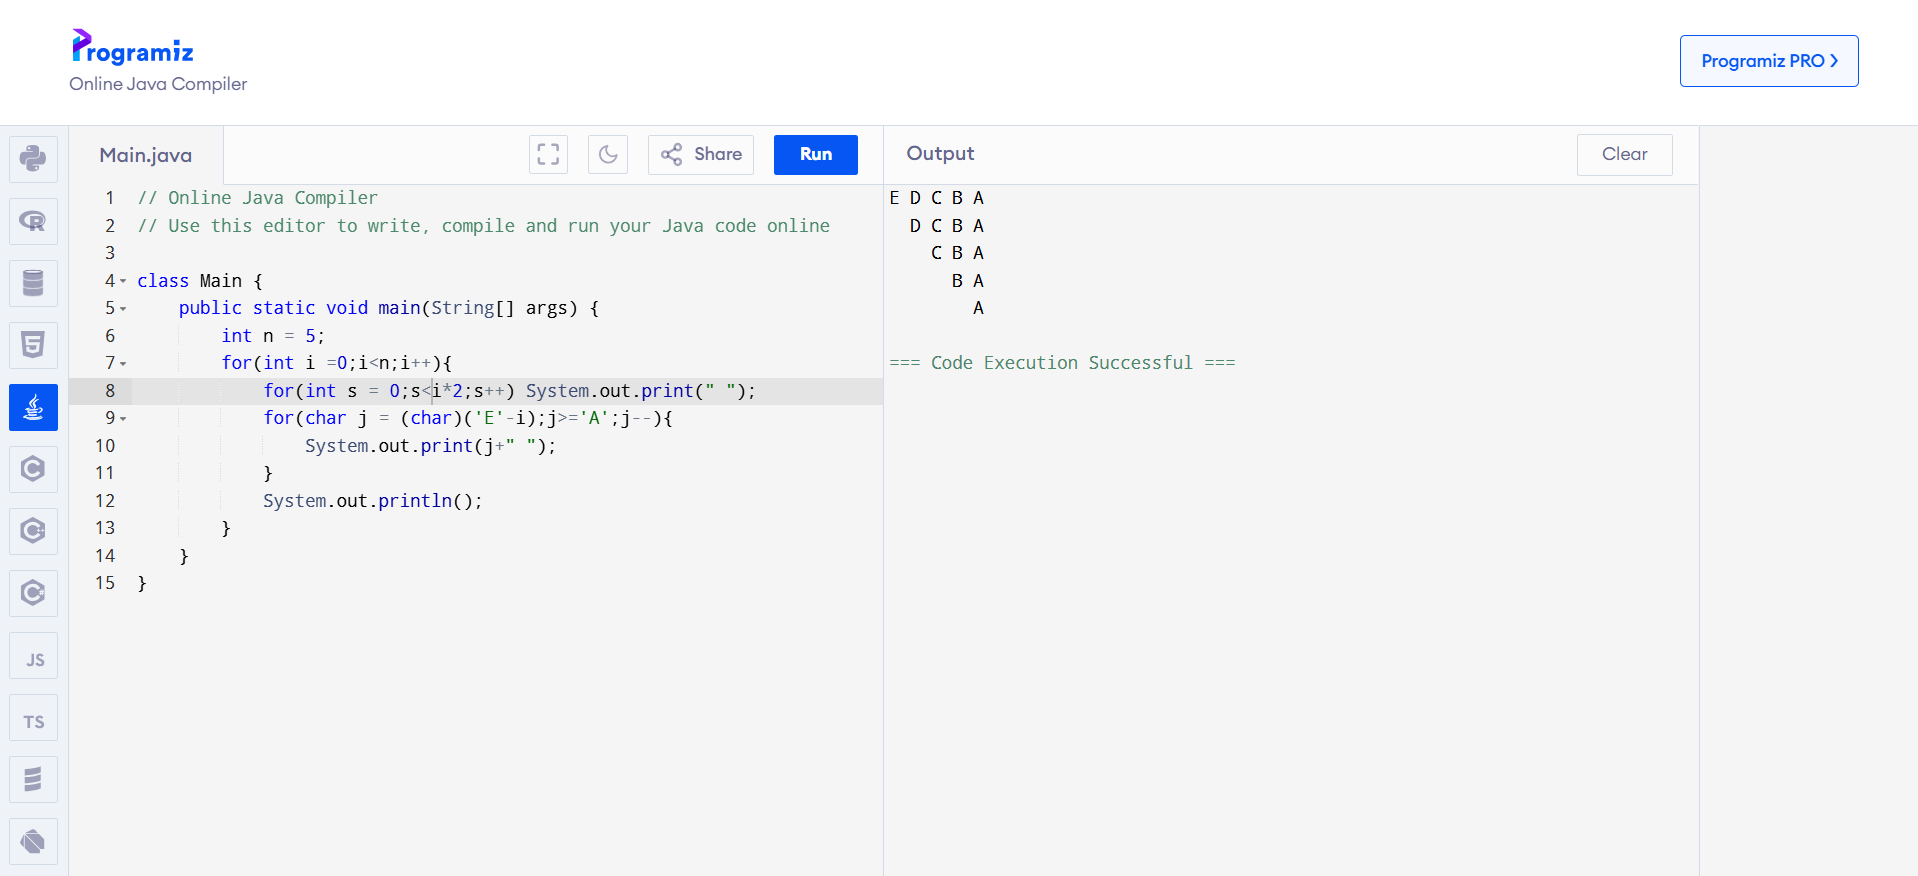 Programiz
Online Java Compiler
Programiz PRO
Main.java
Share
Run
Output
Clear
1 // Online Java Compiler
2 // Use this editor to write, compile and run your Java code online
3
4 class Main {
5     public static void main(String[] args) {
6         int n = 5;
7         for(int i =0;i<n;i++){
8             for(int s = 0;s<i*2;s++) System.out.print(" ");
9             for(char j = (char)('E'-i);j>='A';j--){
10                 System.out.print(j+" ");
11             }
12             System.out.println();
13         }
14     }
15 }
E D C B A
  D C B A
    C B A
      B A
        A
=== Code Execution Successful ===
JS
TS